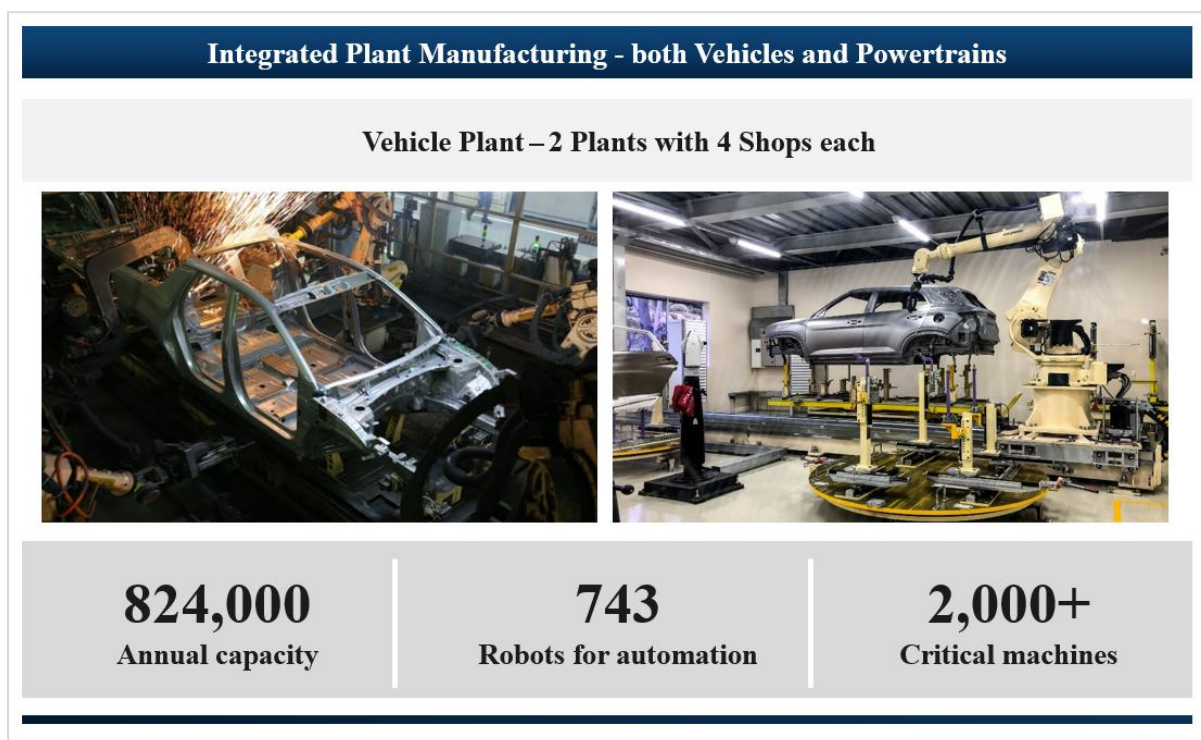 Integrated Plant Manufacturing - both Vehicles and Powertrains
Vehicle Plant – 2 Plants with 4 Shops each
824,000
Annual capacity
743
Robots for automation
2,000+
Critical machines